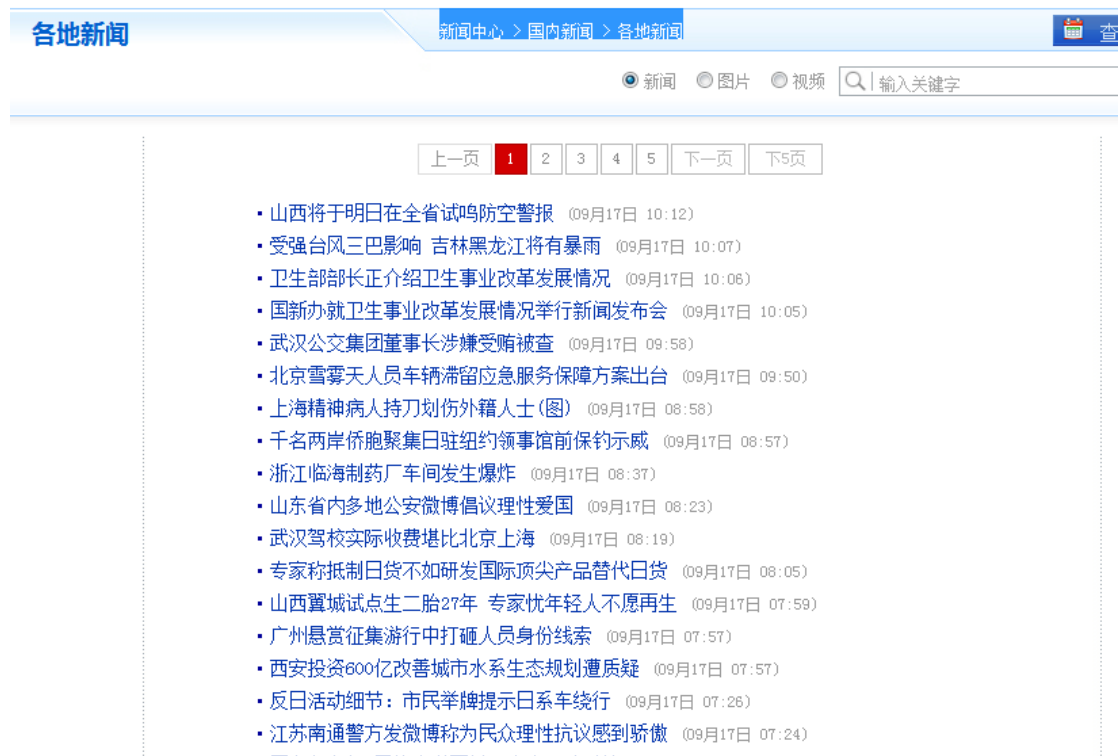 各地新闻
新闻中心 > 国内新闻 > 各地新闻
查
新闻 图片 视频 输入关键字
上一页 1 2 3 4 5 下一页 下5页
·山西将于明日在全省试鸣防空警报 (09月17日 10:12)
·受强台风三巴影响 吉林黑龙江将有暴雨 (09月17日 10:07)
·卫生部部长正介绍卫生事业改革发展情况 (09月17日 10:06)
·国新办就卫生事业改革发展情况举行新闻发布会 (09月17日 10:05)
·武汉公交集团董事长涉嫌受贿被查 (09月17日 09:58)
·北京雪雾天人员车辆滞留应急服务保障方案出台 (09月17日 09:50)
·上海精神病人持刀划伤外籍人士(图) (09月17日 08:58)
·千名两岸侨胞聚集日驻纽约领事馆前保钓示威 (09月17日 08:57)
·浙江临海制药厂车间发生爆炸 (09月17日 08:37)
·山东省内多地公安微博倡议理性爱国 (09月17日 08:23)
·武汉驾校实际收费堪比北京上海 (09月17日 08:19)
·专家称抵制日货不如研发国际顶尖产品替代日货 (09月17日 08:05)
·山西翼城试点生二胎27年 专家忧年轻人不愿再生 (09月17日 07:59)
·广州悬赏征集游行中打砸人员身份线索 (09月17日 07:57)
·西安投资600亿改善城市水系生态规划遭质疑 (09月17日 07:57)
·反日活动细节：市民举牌提示日系车绕行 (09月17日 07:26)
·江苏南通警方发微博称为民众理性抗议感到骄傲 (09月17日 07:24)